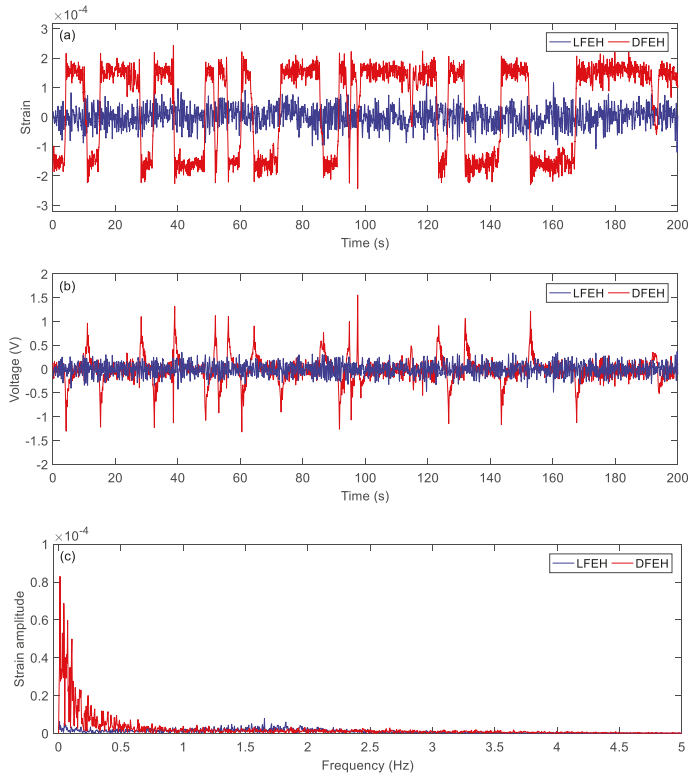 ×10⁻⁴
(a)
LFEH DFEH
3
2
1
0
-1
-2
-3
Strain
0 20 40 60 80 100 120 140 160 180 200
Time (s)
(b)
LFEH DFEH
2
1.5
1
0.5
0
-0.5
-1
-1.5
-2
Voltage (V)
0 20 40 60 80 100 120 140 160 180 200
Time (s)
×10⁻⁴
(c)
LFEH DFEH
1
0.8
0.6
0.4
0.2
0
Strain amplitude
0 0.5 1 1.5 2 2.5 3 3.5 4 4.5 5
Frequency (Hz)